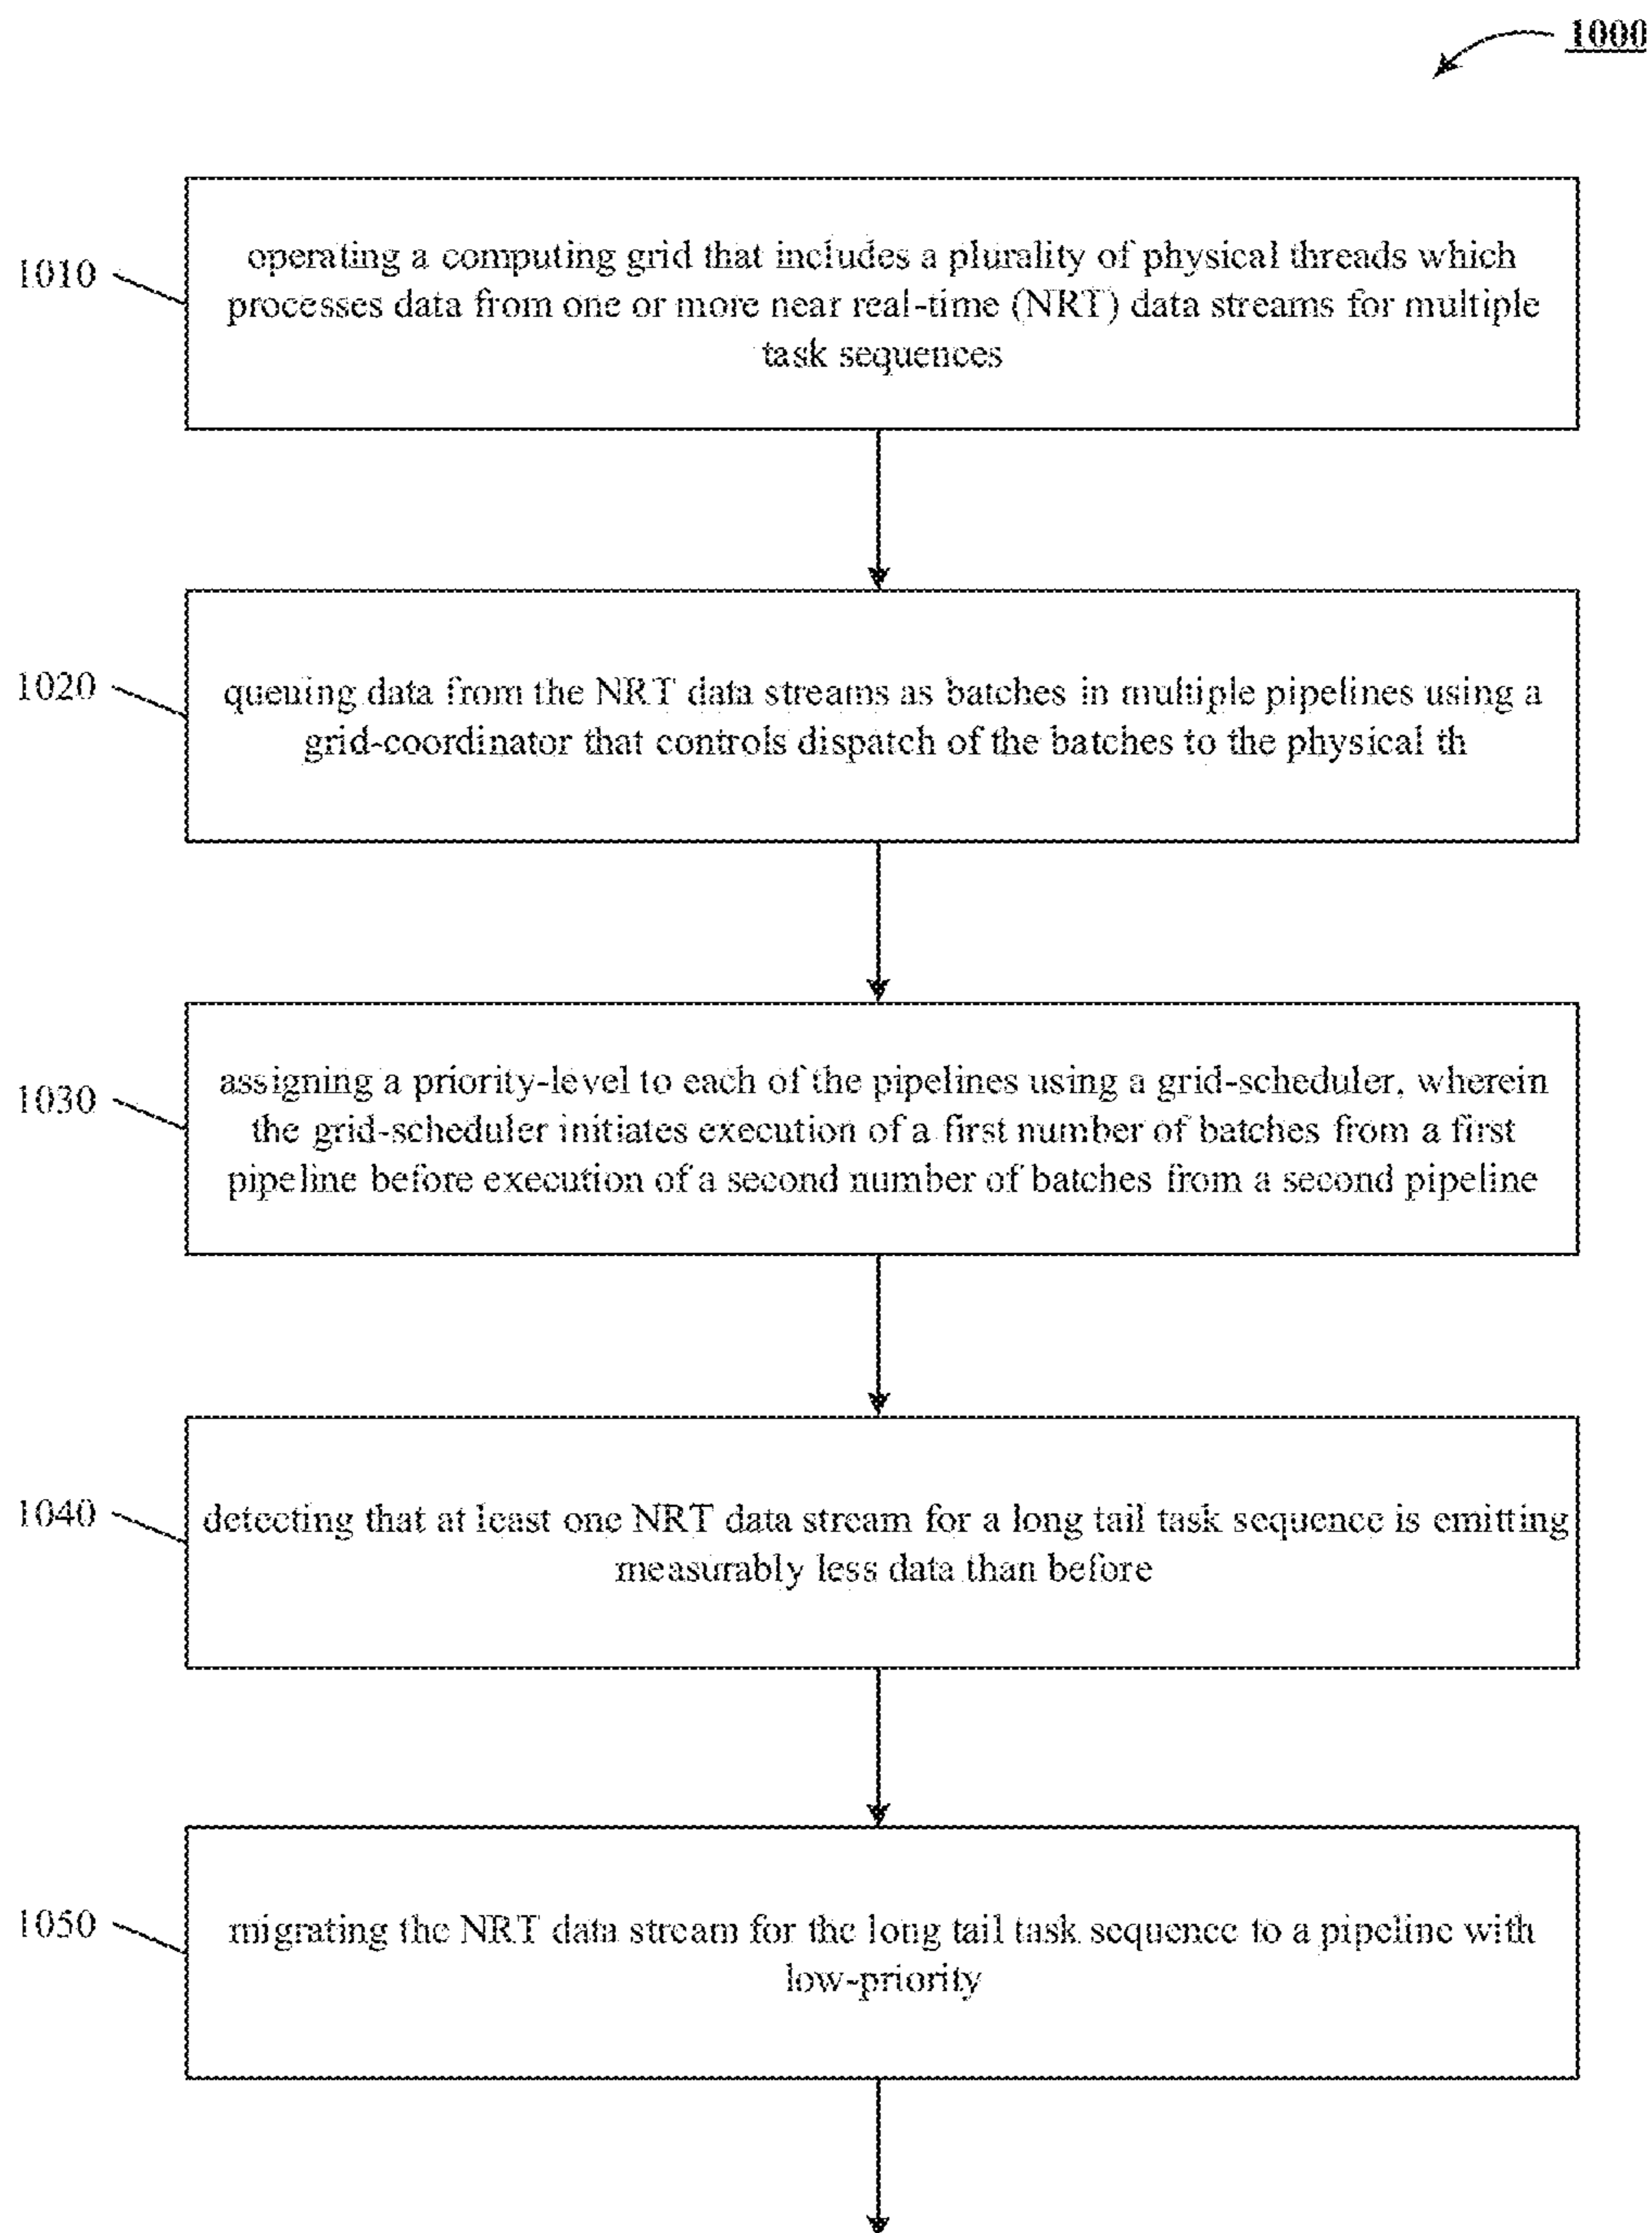 1000
1010
operating a computing grid that includes a plurality of physical threads which
processes data from one or more near real-time (NRT) data streams for multiple
task sequences
1020
queuing data from the NRT data streams as batches in multiple pipelines using a
grid-coordinator that controls dispatch of the batches to the physical th
1030
assigning a priority-level to each of the pipelines using a grid-scheduler, wherein
the grid-scheduler initiates execution of a first number of batches from a first
pipeline before execution of a second number of batches from a second pipeline
1040
detecting that at least one NRT data stream for a long tail task sequence is emitting
measurably less data than before
1050
migrating the NRT data stream for the long tail task sequence to a pipeline with
low-priority